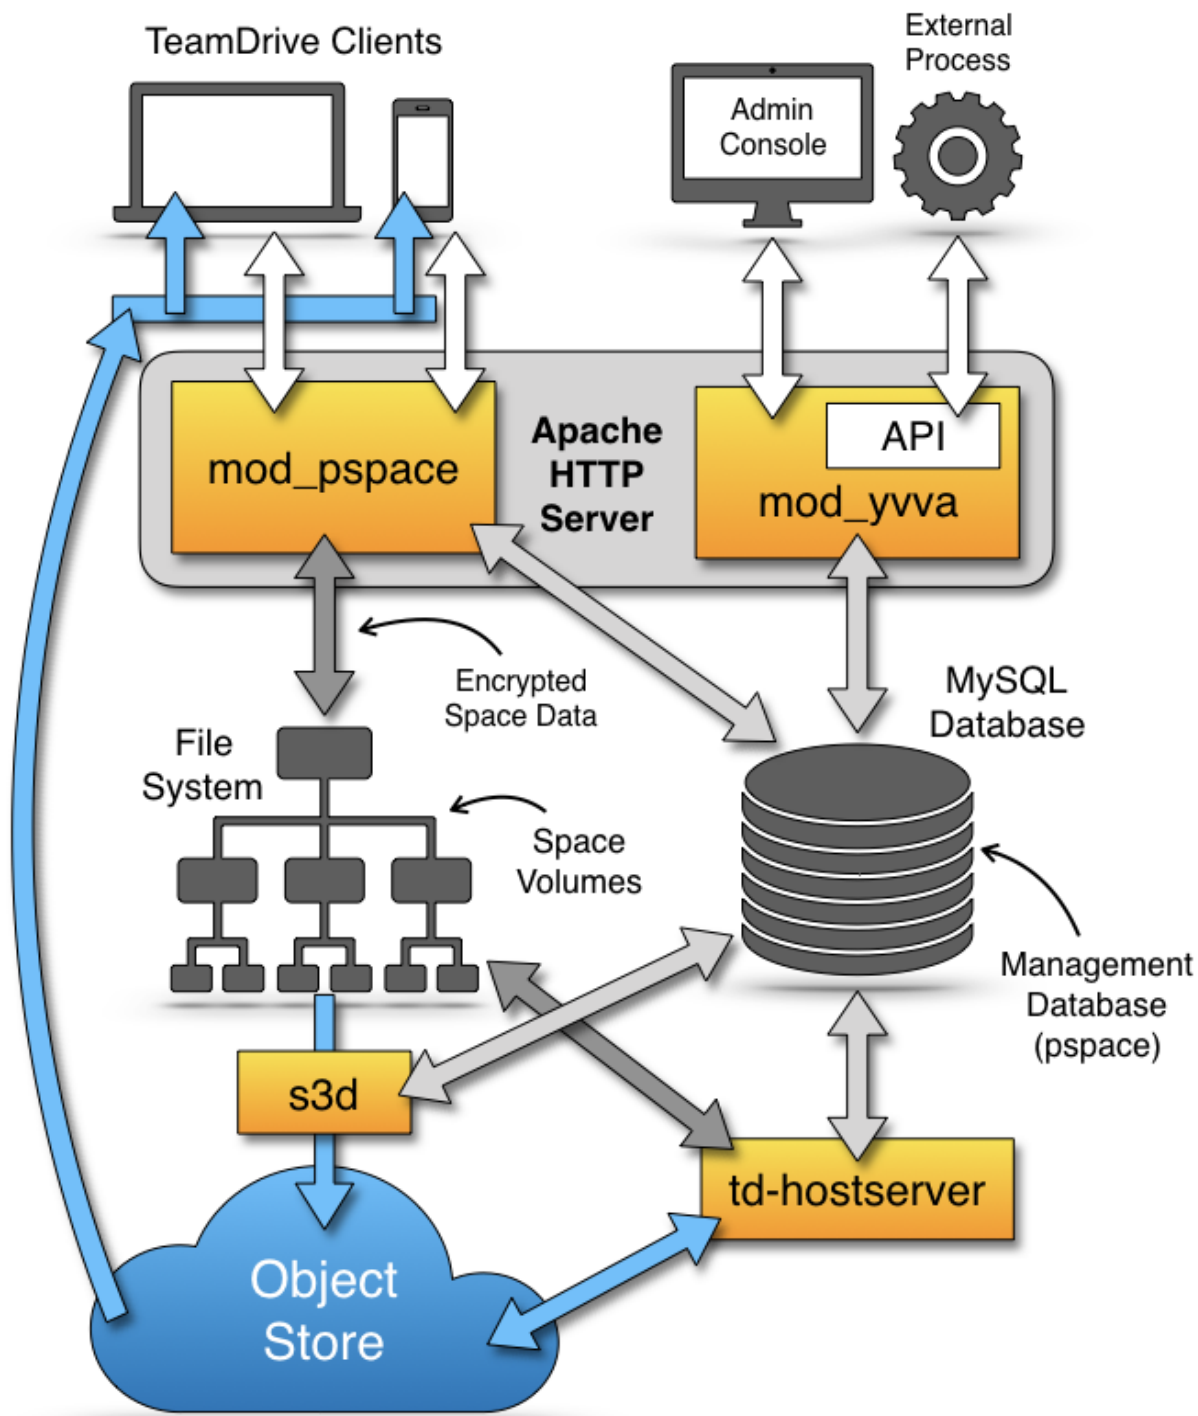 TeamDrive Clients
External
Process
Admin
Console
mod_pspace
Apache
HTTP
Server
API
mod_yvva
Encrypted
Space Data
MySQL
Database
File
System
Space
Volumes
Management
Database
(pspace)
s3d
td-hostserver
Object
Store